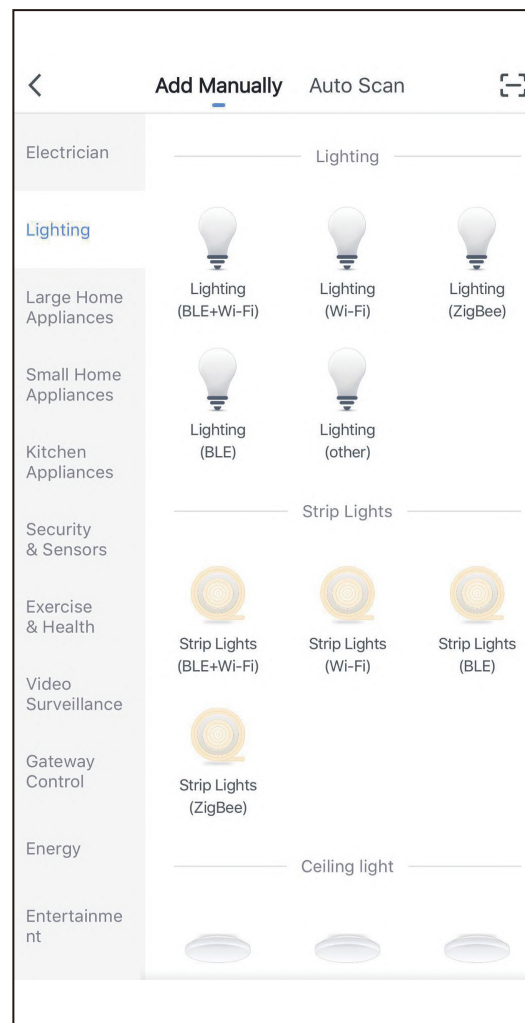 Add Manually Auto Scan
Electrician
Lighting
Large Home
Appliances
Small Home
Appliances
Kitchen
Appliances
Security
& Sensors
Exercise
& Health
Video
Surveillance
Gateway
Control
Energy
Entertainme
nt
Lighting
Lighting
(BLE+Wi-Fi)
Lighting
(Wi-Fi)
Lighting
(ZigBee)
Lighting
(BLE)
Lighting
(other)
Strip Lights
Strip Lights
(BLE+Wi-Fi)
Strip Lights
(Wi-Fi)
Strip Lights
(BLE)
Strip Lights
(ZigBee)
Ceiling light